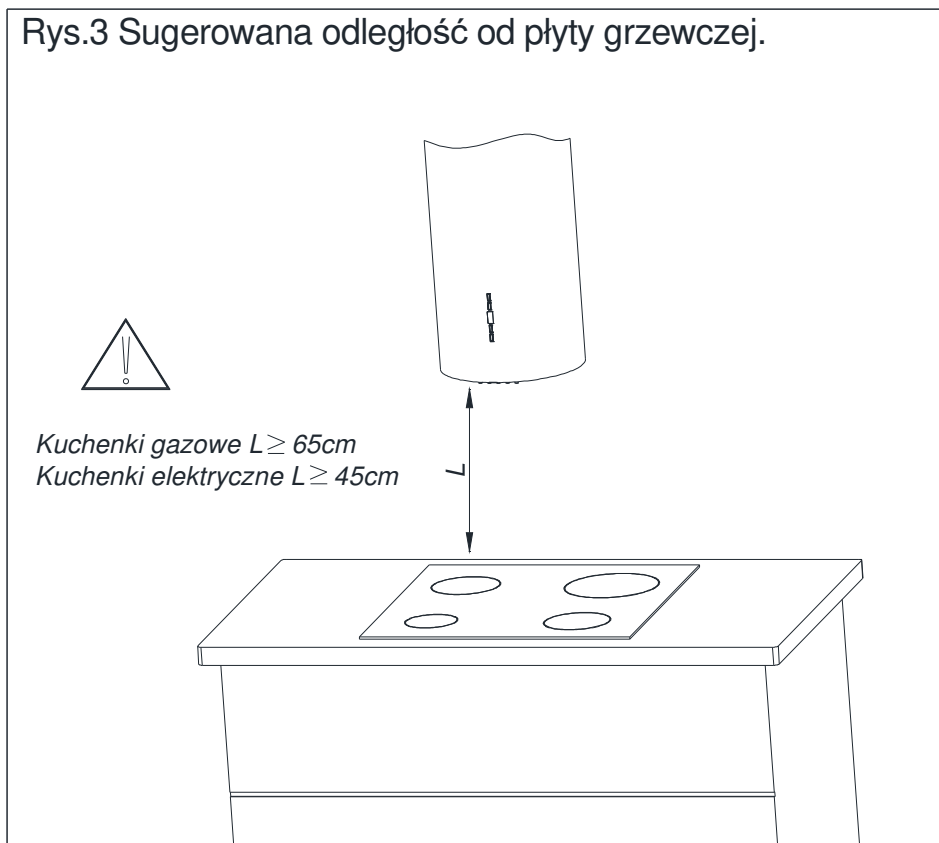 Rys.3 Sugerowana odległość od płyty grzewczej.
Kuchenki gazowe L≥ 65cm
Kuchenki elektryczne L≥ 45cm
L